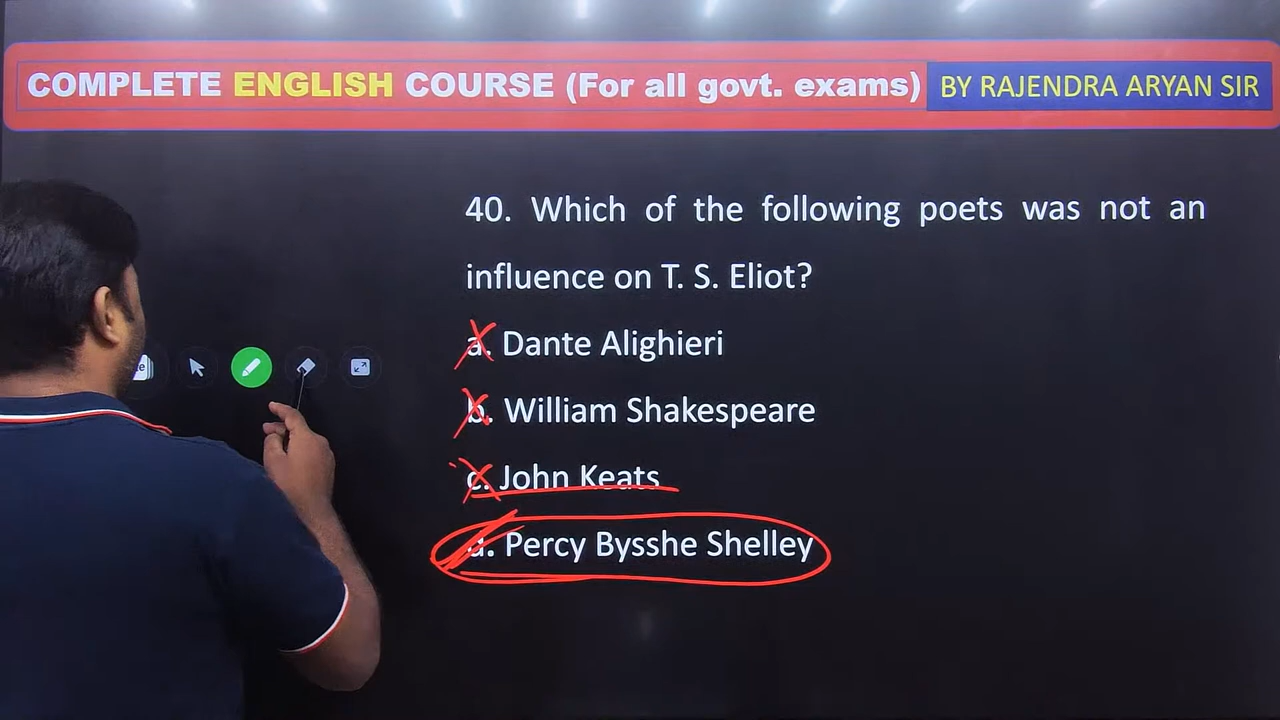 COMPLETE ENGLISH COURSE (For all govt. exams) BY RAJENDRA ARYAN SIR
40. Which of the following poets was not an
influence on T. S. Eliot?
a. Dante Alighieri
b. William Shakespeare
c. John Keats
d. Percy Bysshe Shelley